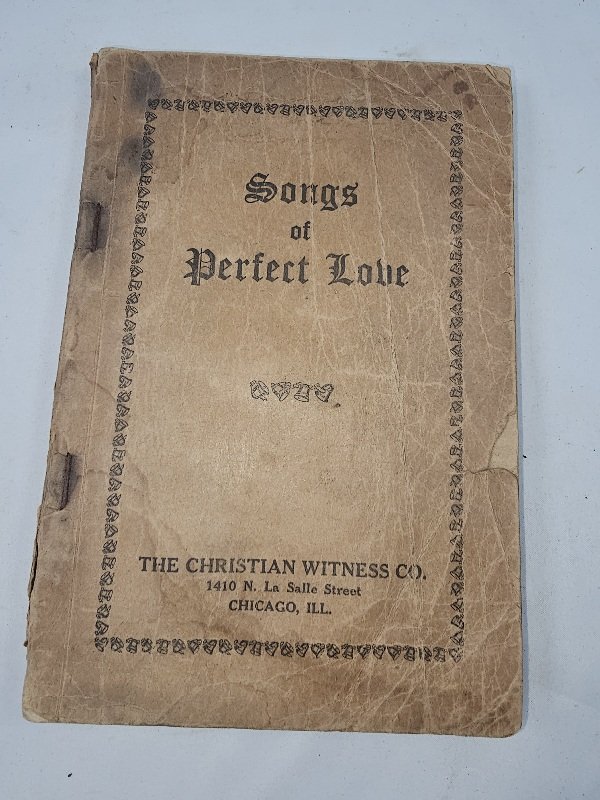 Songs
of
Perfect Love
THE CHRISTIAN WITNESS CO.
1410 N. La Salle Street
CHICAGO, ILL.